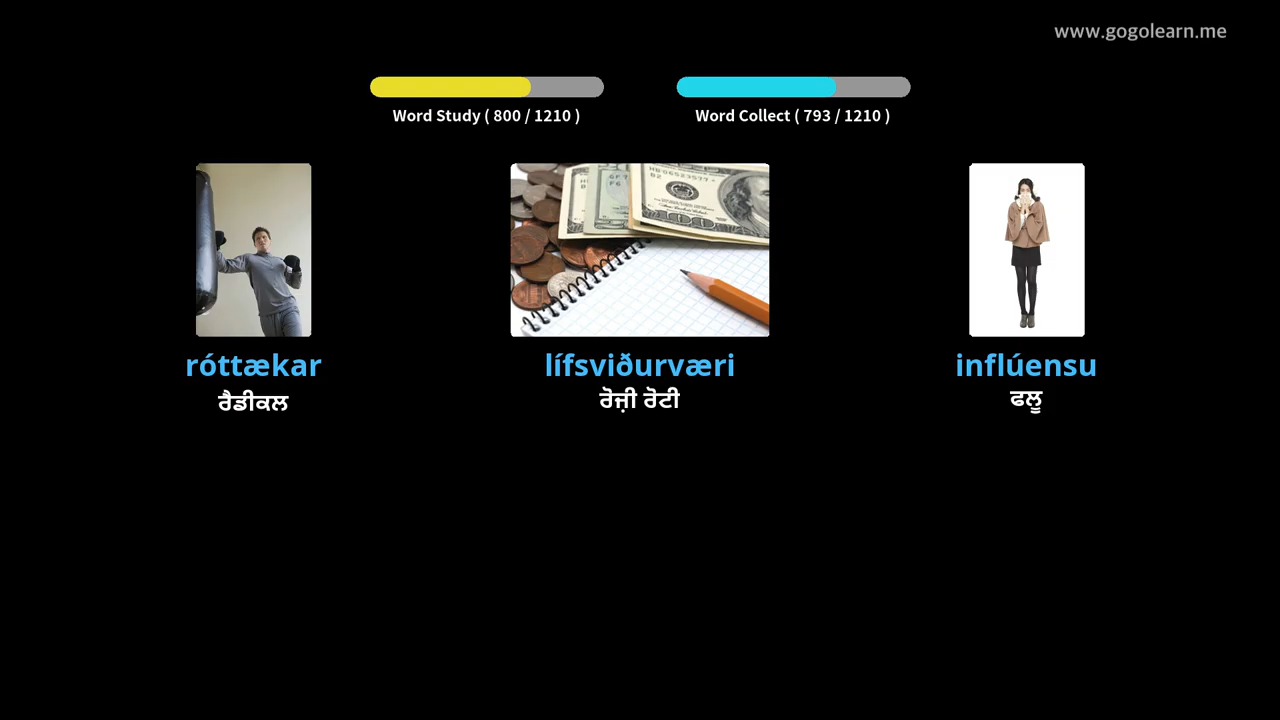 www.gogolearn.me
Word Study ( 800 / 1210 )
Word Collect ( 793 / 1210 )
róttækar
lífsviðurværi
inflúensu
ਰੈਡੀਕਲ
ਰੋਜ਼ੀ ਰੋਟੀ
ਫਲੂ